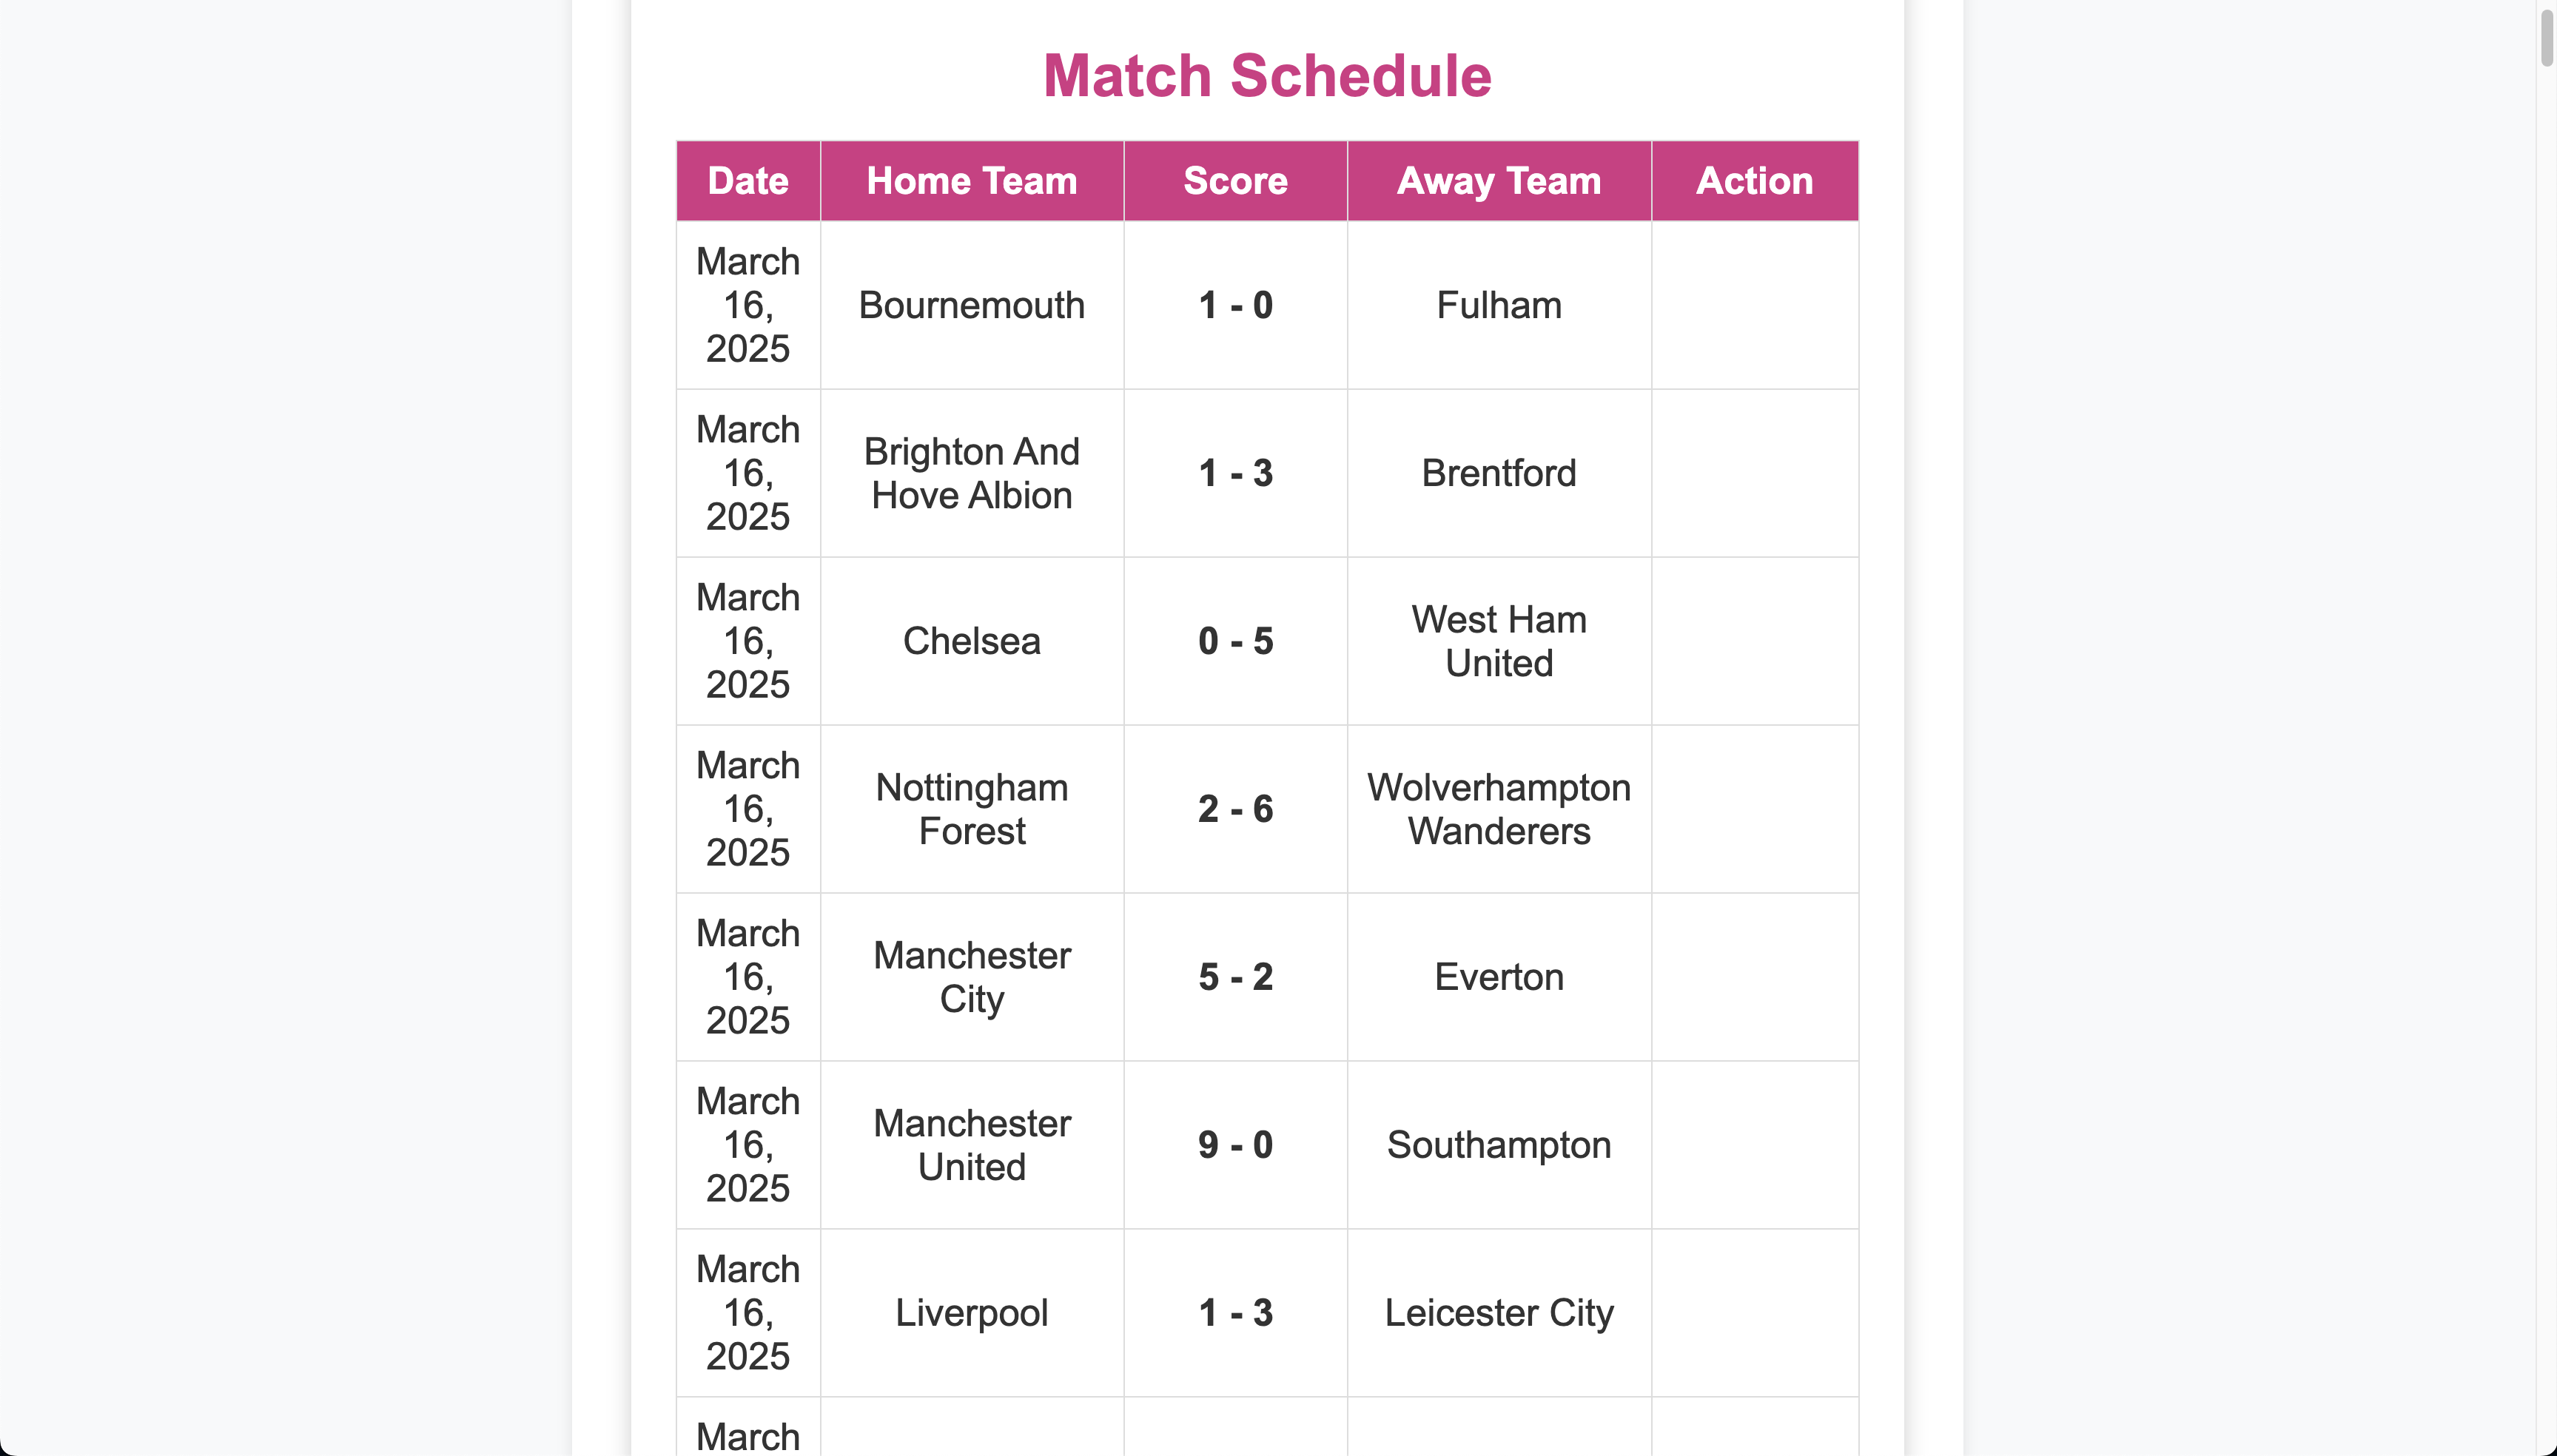 Match Schedule
Date Home Team Score Away Team Action
March
16,
2025
Bournemouth 1 - 0 Fulham
March
16,
2025
Brighton And
Hove Albion
1 - 3 Brentford
March
16,
2025
Chelsea 0 - 5
West Ham
United
March
16,
2025
Nottingham
Forest
2 - 6
Wolverhampton
Wanderers
March
16,
2025
Manchester
City
5 - 2 Everton
March
16,
2025
Manchester
United
9 - 0 Southampton
March
16,
2025
Liverpool 1 - 3 Leicester City
March